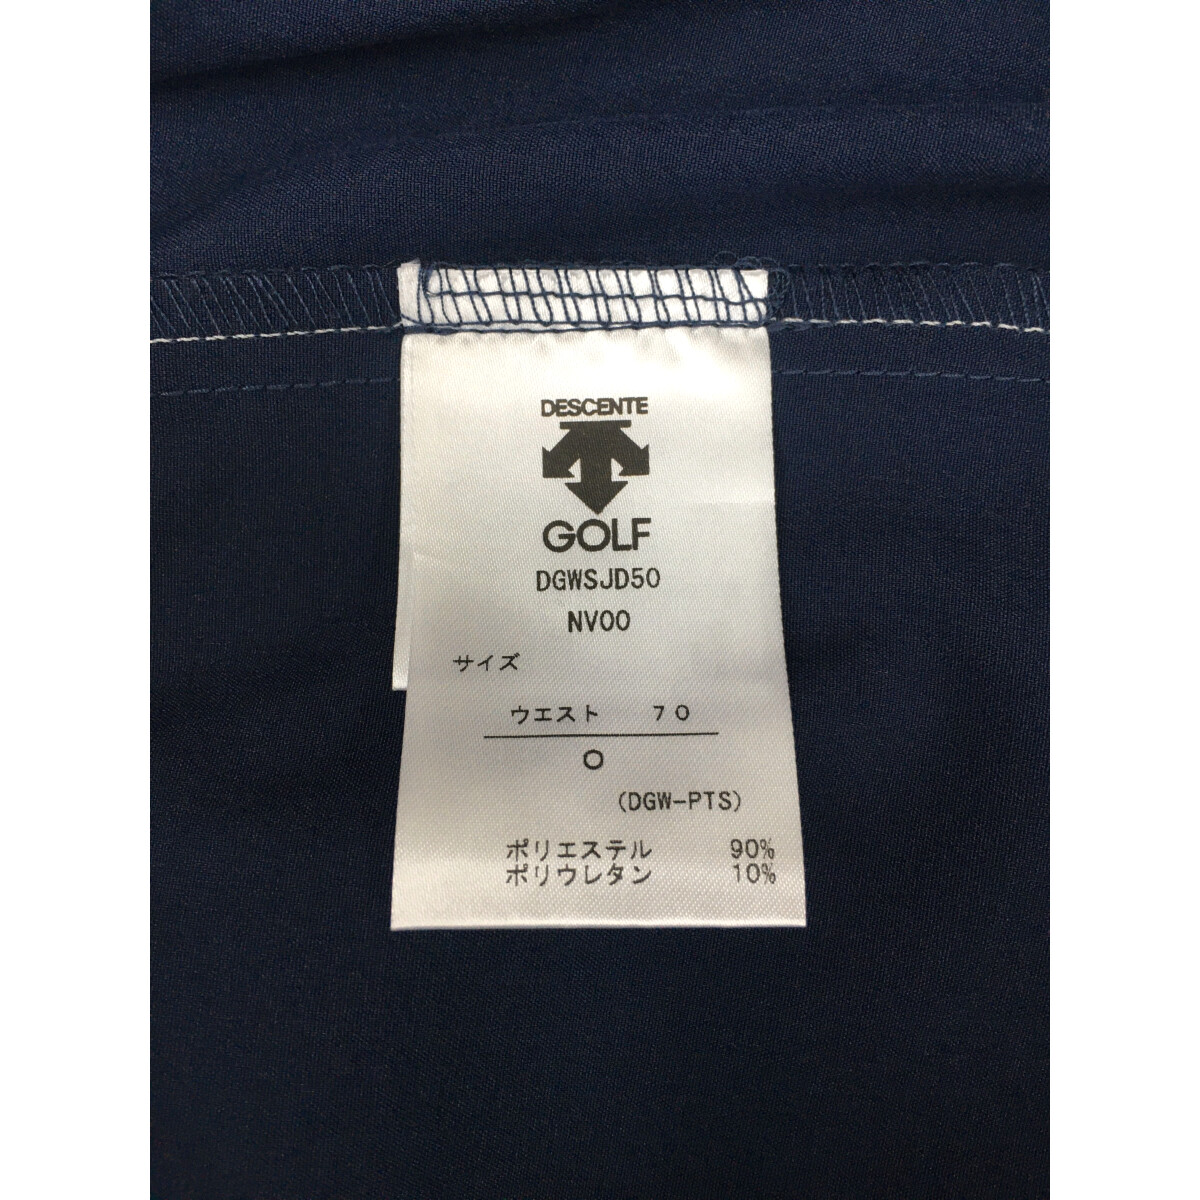 DESCENTE
GOLF
DGWSJD50
NV00
サイズ
ウエスト 70
O
(DGW-PTS)
ポリエステル 90%
ポリウレタン 10%